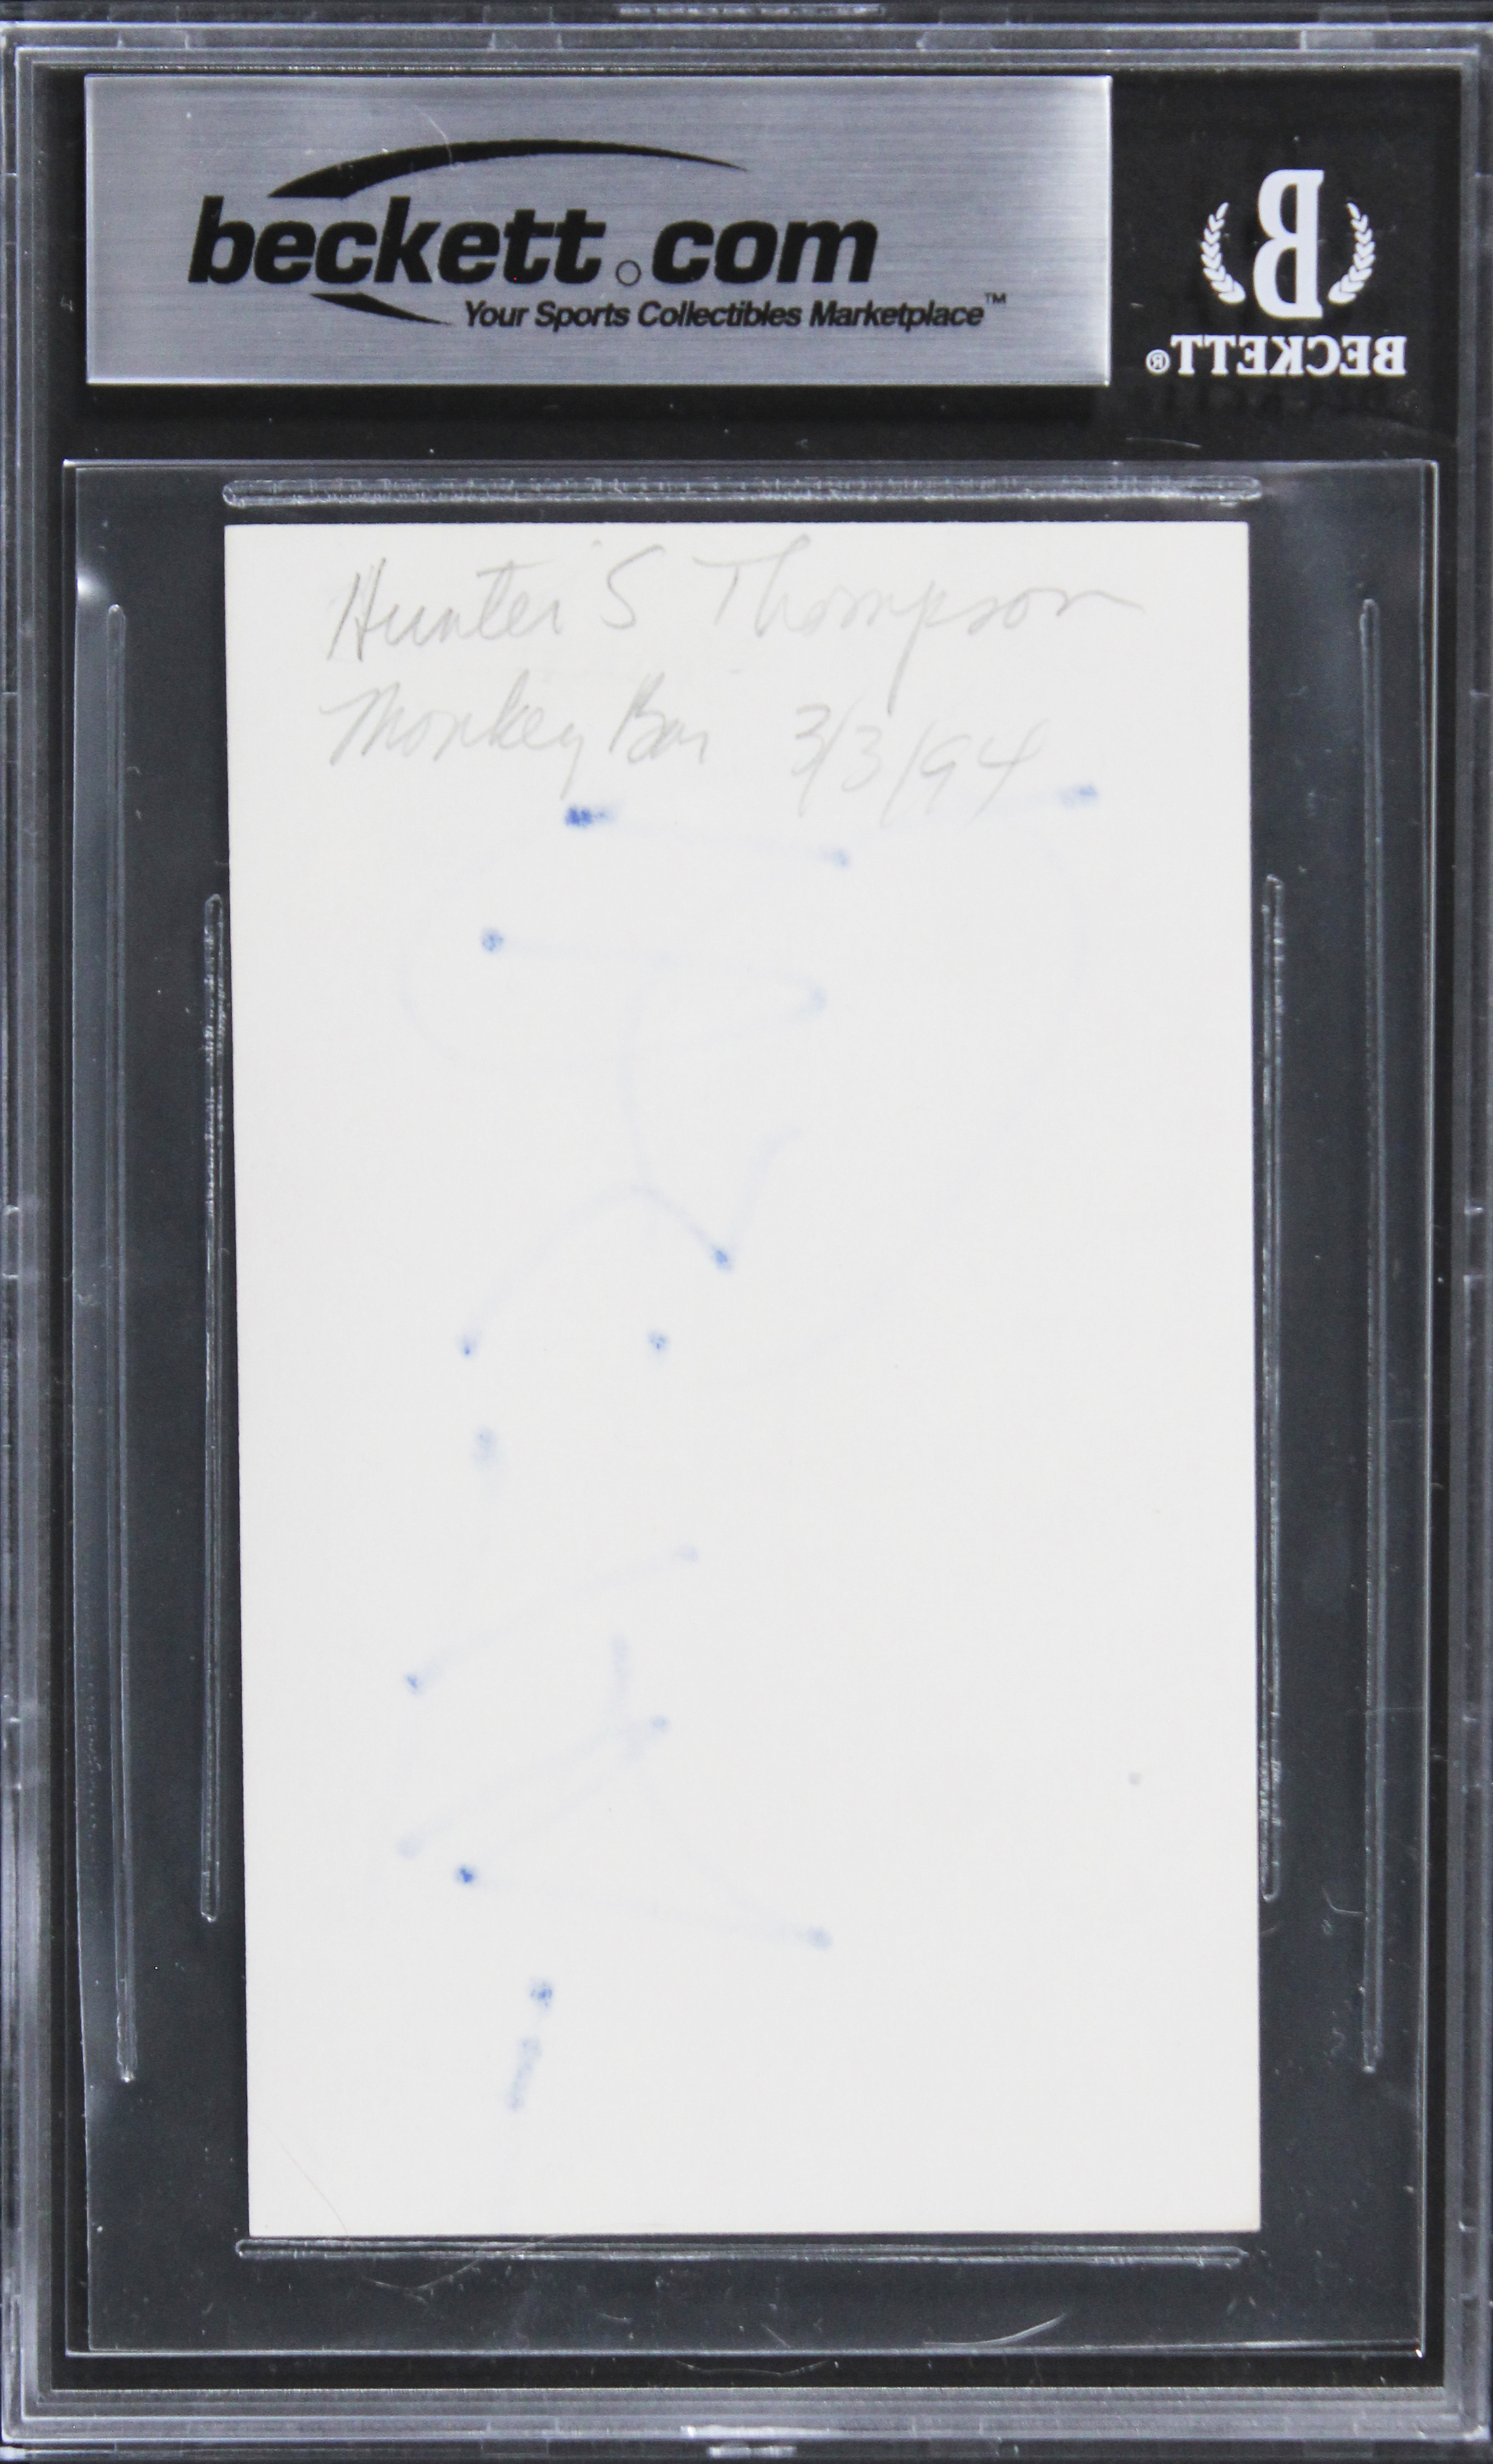 beckett.com
Your Sports Collectibles Marketplace™
B
BECKETT®
Hunter S Thompson
Monkey Bar 3/3/94